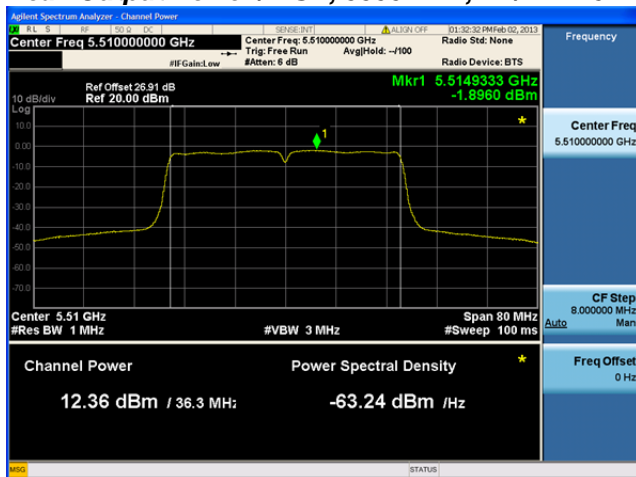 Agilent Spectrum Analyzer - Channel Power
RL S RF 50 Ω DC SENSE:INT ALIGN OFF 01:32:32 PM Feb 02, 2013
Center Freq 5.510000000 GHz Center Freq: 5.510000000 GHz Radio Std: None
Trig: Free Run Avg|Hold: --/100
#IFGain:Low #Atten: 6 dB Radio Device: BTS
Frequency
Mkr1 5.5149333 GHz
-1.8960 dBm
Ref Offset 26.91 dB
10 dB/div Ref 20.00 dBm
Log
10.0
0.00
-10.0
-20.0
-30.0
-40.0
-50.0
-60.0
-70.0
1
*
Center 5.51 GHz Span 80 MHz
#Res BW 1 MHz #VBW 3 MHz #Sweep 100 ms
Channel Power Power Spectral Density *
12.36 dBm / 36.3 MHz -63.24 dBm /Hz
Center Freq
5.510000000 GHz
CF Step
8.000000 MHz
Auto Man
Freq Offset
0 Hz
MSG STATUS